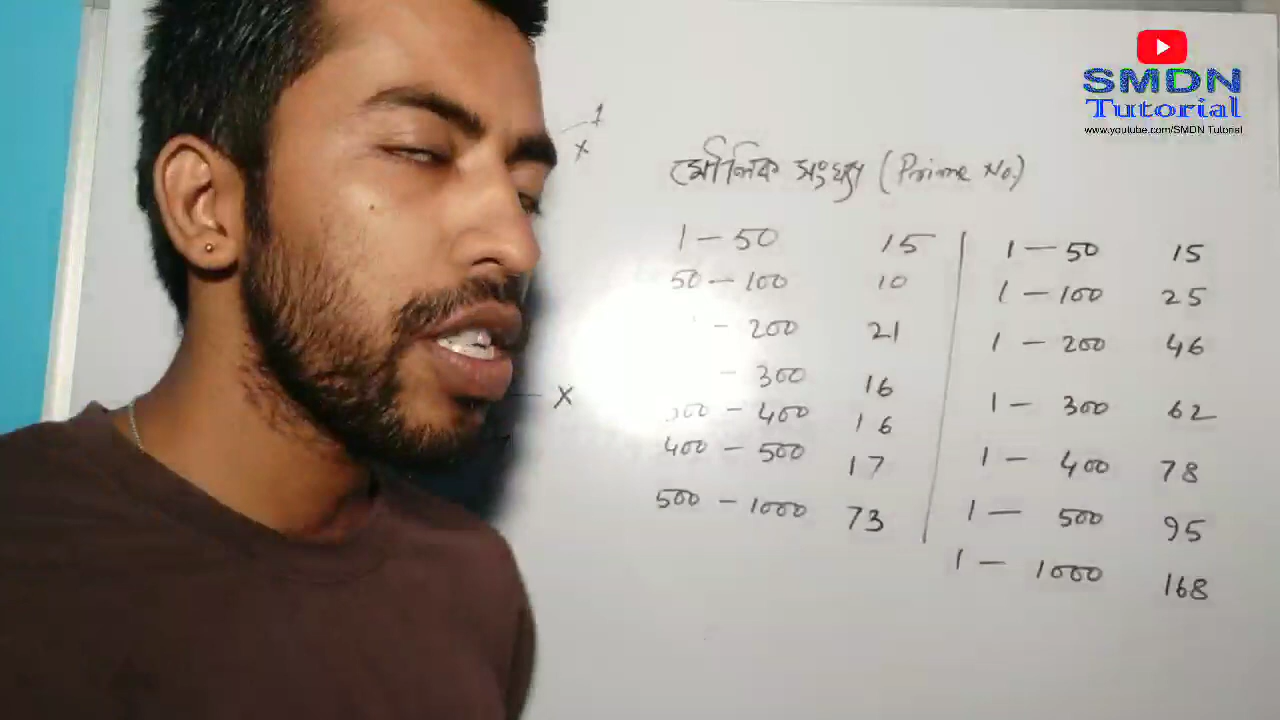 SMDN
Tutorial
www.youtube.com/SMDN Tutorial
1
x
মৌলিক সংখ্যা (Prime No.)
1 — 50 15
50 — 100 10
— 200 21
— 300 16
300 — 400 16
400 — 500 17
500 — 1000 73
1 — 50 15
1 — 100 25
1 — 200 46
1 — 300 62
1 — 400 78
1 — 500 95
1 — 1000 168
x